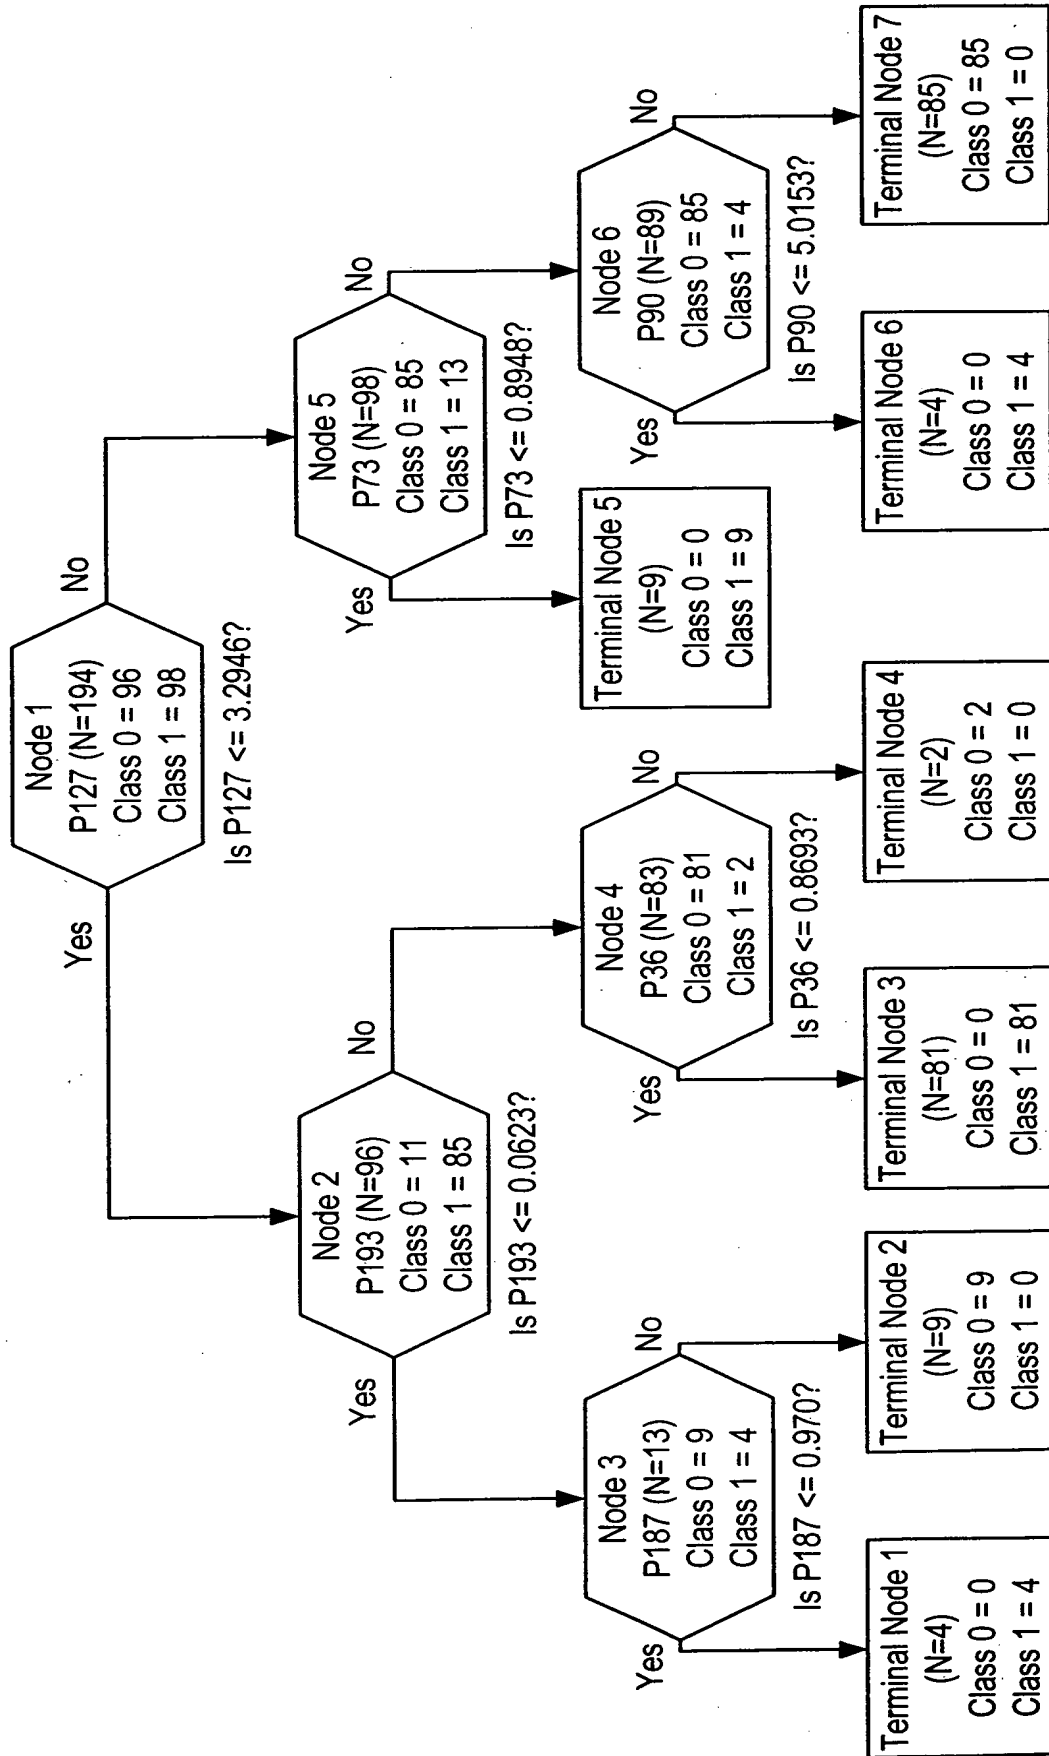 Node 1
P127 (N=194)
Class 0 = 96
Class 1 = 98
Is P127 <= 3.2946?
Yes
No
Node 2
P193 (N=96)
Class 0 = 11
Class 1 = 85
Is P193 <= 0.0623?
Yes
No
Node 5
P73 (N=98)
Class 0 = 85
Class 1 = 13
Is P73 <= 0.8948?
Yes
No
Node 3
P187 (N=13)
Class 0 = 9
Class 1 = 4
Is P187 <= 0.970?
Yes
No
Node 4
P36 (N=83)
Class 0 = 81
Class 1 = 2
Is P36 <= 0.8693?
Yes
No
Terminal Node 5
(N=9)
Class 0 = 0
Class 1 = 9
Node 6
P90 (N=89)
Class 0 = 85
Class 1 = 4
Is P90 <= 5.0153?
Yes
No
Terminal Node 1
(N=4)
Class 0 = 0
Class 1 = 4
Terminal Node 2
(N=9)
Class 0 = 9
Class 1 = 0
Terminal Node 3
(N=81)
Class 0 = 0
Class 1 = 81
Terminal Node 4
(N=2)
Class 0 = 2
Class 1 = 0
Terminal Node 6
(N=4)
Class 0 = 0
Class 1 = 4
Terminal Node 7
(N=85)
Class 0 = 85
Class 1 = 0